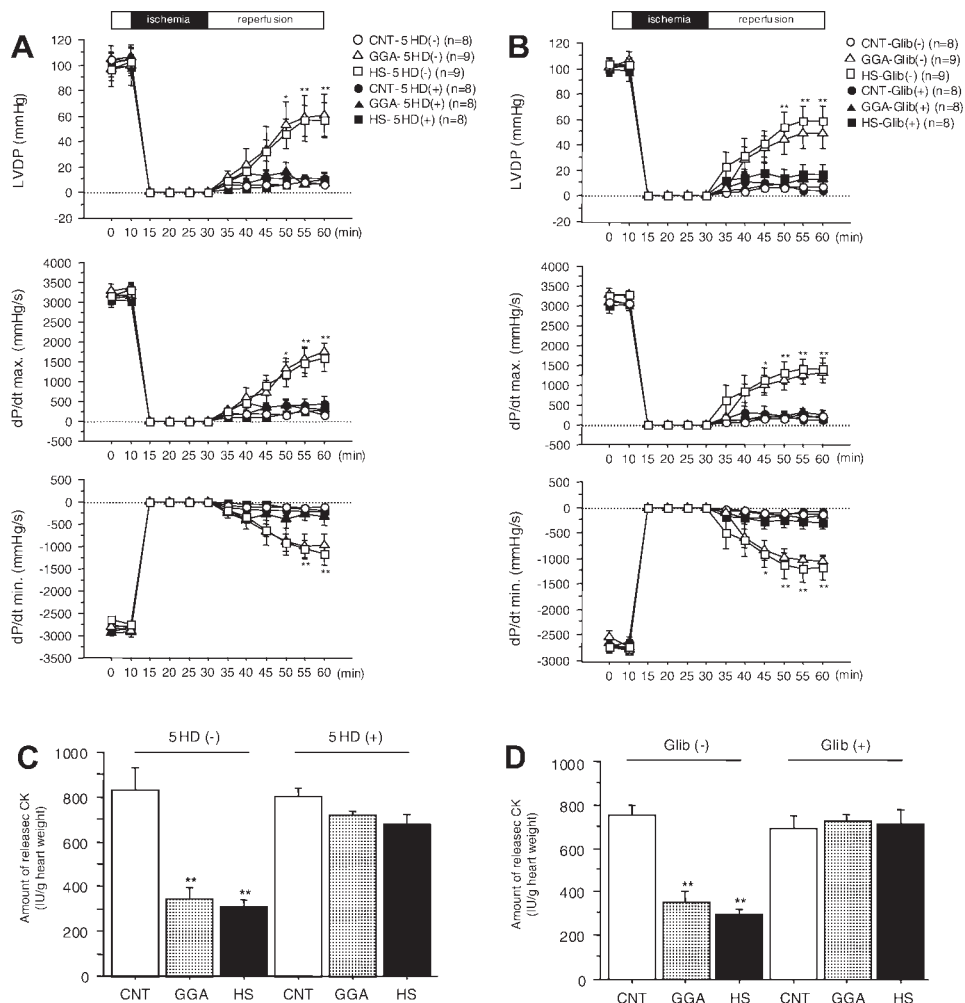 ischemia reperfusion
A
CNT-5HD(-) (n=8)
GGA-5HD(-) (n=9)
HS-5HD(-) (n=9)
CNT-5HD(+) (n=8)
GGA-5HD(+) (n=8)
HS-5HD(+) (n=8)
LVDP (mmHg)
120
100
80
60
40
20
0
20
* ** **
0 10 15 20 25 30 35 40 45 50 55 60 (min)
dP/dt max. (mmHg/s)
4000
3500
3000
2500
2000
1500
1000
500
0
-500
* ** **
0 10 15 20 25 30 35 40 45 50 55 60 (min)
dP/dt min. (mmHg/s)
500
0
-500
-1000
-1500
-2000
-2500
-3000
-3500
** **
0 10 15 20 25 30 35 40 45 50 55 60 (min)
ischemia reperfusion
B
CNT-Glib(-) (n=8)
GGA-Glib(-) (n=9)
HS-Glib(-) (n=9)
CNT-Glib(+) (n=8)
GGA-Glib(+) (n=8)
HS-Glib(+) (n=8)
LVDP (mmHg)
120
100
80
60
40
20
0
20
** ** **
0 10 15 20 25 30 35 40 45 50 55 60 (min)
dP/dt max. (mmHg/s)
4000
3500
3000
2500
2000
1500
1000
500
0
-500
* ** ** **
0 10 15 20 25 30 35 40 45 50 55 60 (min)
dP/dt min. (mmHg/s)
500
0
-500
-1000
-1500
-2000
-2500
-3000
* ** ** **
0 10 15 20 25 30 35 40 45 50 55 60 (min)
C
5HD (-) 5HD (+)
Amount of releasec CK
(IU/g heart weight)
1000
800
600
400
200
0
** **
CNT GGA HS CNT GGA HS
D
Glib (-) Glib (+)
Amount of releasec CK
(IU/g heart weight)
1000
800
600
400
200
0
** **
CNT GGA HS CNT GGA HS